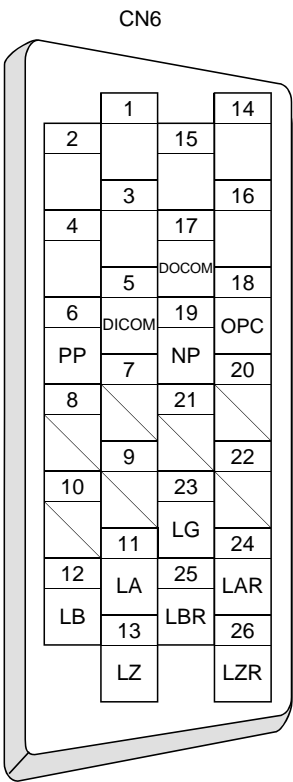 CN6
1 14
2 15
3 16
4 17
DOCOM
5 18
6 DICOM 19 OPC
PP NP
7 20
8 21
9 22
10 23
LG
11 24
12 LA 25 LAR
LB LBR
13 26
LZ LZR